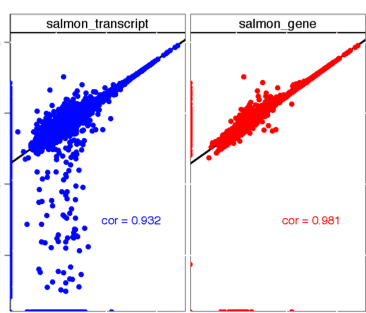 salmon_transcript
salmon_gene
cor = 0.932
cor = 0.981